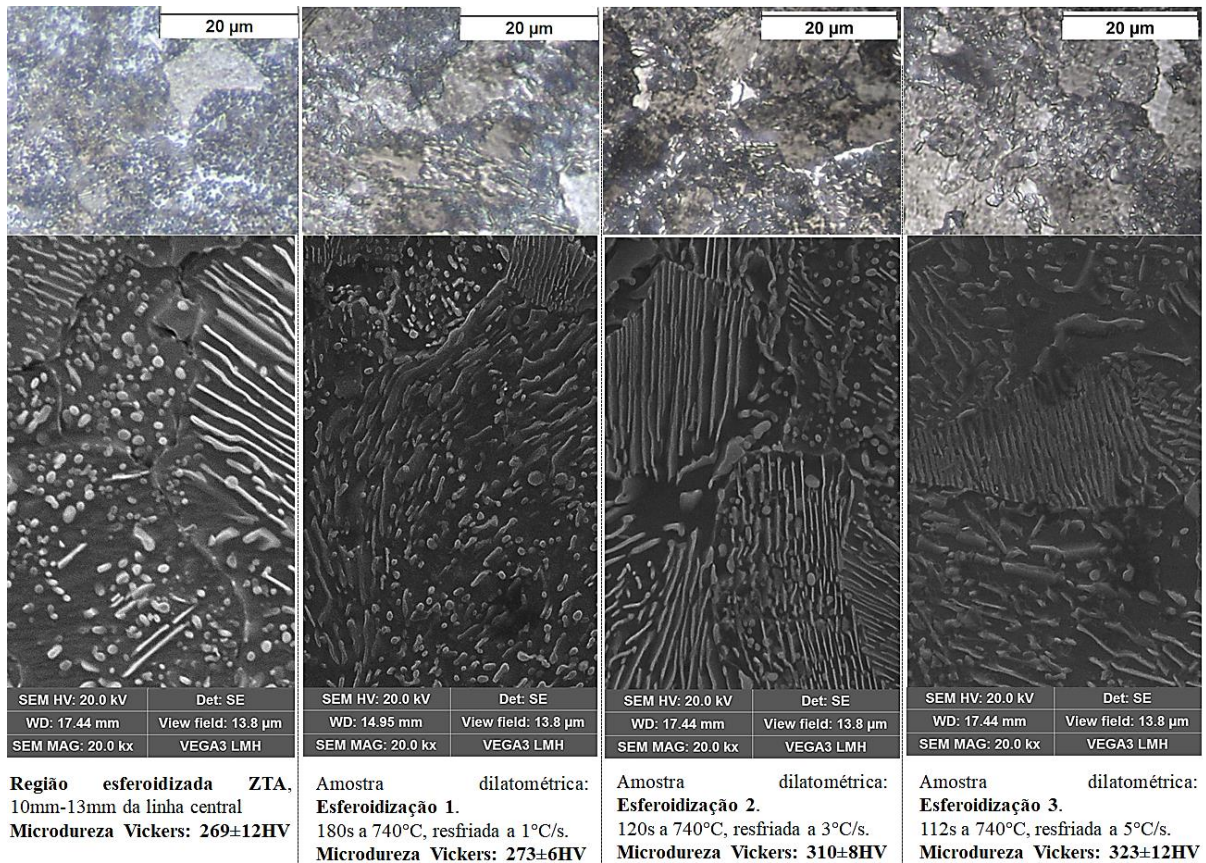 20 µm
20 µm
20 µm
20 µm
SEM HV: 20.0 kV
Det: SE
WD: 17.44 mm
View field: 13.8 µm
SEM MAG: 20.0 kx
VEGA3 LMH
SEM HV: 20.0 kV
Det: SE
WD: 14.95 mm
View field: 13.8 µm
SEM MAG: 20.0 kx
VEGA3 LMH
SEM HV: 20.0 kV
Det: SE
WD: 17.44 mm
View field: 13.8 µm
SEM MAG: 20.0 kx
VEGA3 LMH
SEM HV: 20.0 kV
Det: SE
WD: 17.44 mm
View field: 13.8 µm
SEM MAG: 20.0 kx
VEGA3 LMH
Região esferoidizada ZTA,
10mm-13mm da linha central
Microdureza Vickers: 269±12HV
Amostra dilatométrica:
Esferoidização 1.
180s a 740°C, resfriada a 1°C/s.
Microdureza Vickers: 273±6HV
Amostra dilatométrica:
Esferoidização 2.
120s a 740°C, resfriada a 3°C/s.
Microdureza Vickers: 310±8HV
Amostra dilatométrica:
Esferoidização 3.
112s a 740°C, resfriada a 5°C/s.
Microdureza Vickers: 323±12HV